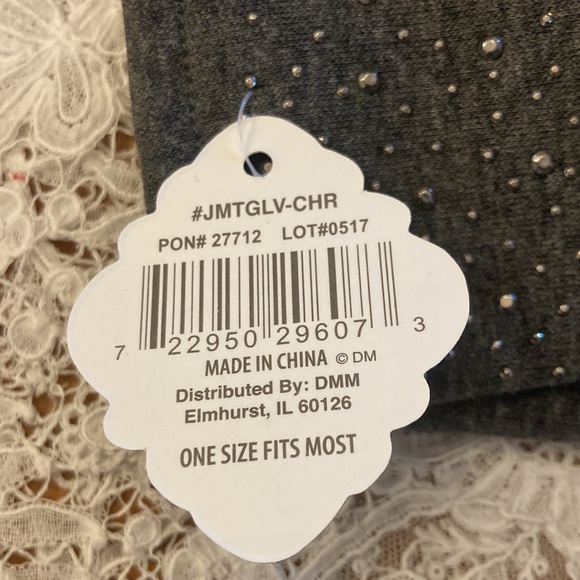 #JMTGLV-CHR
PON# 27712 LOT#0517
7 22950 29607 3
MADE IN CHINA © DM
Distributed By: DMM
Elmhurst, IL 60126
ONE SIZE FITS MOST